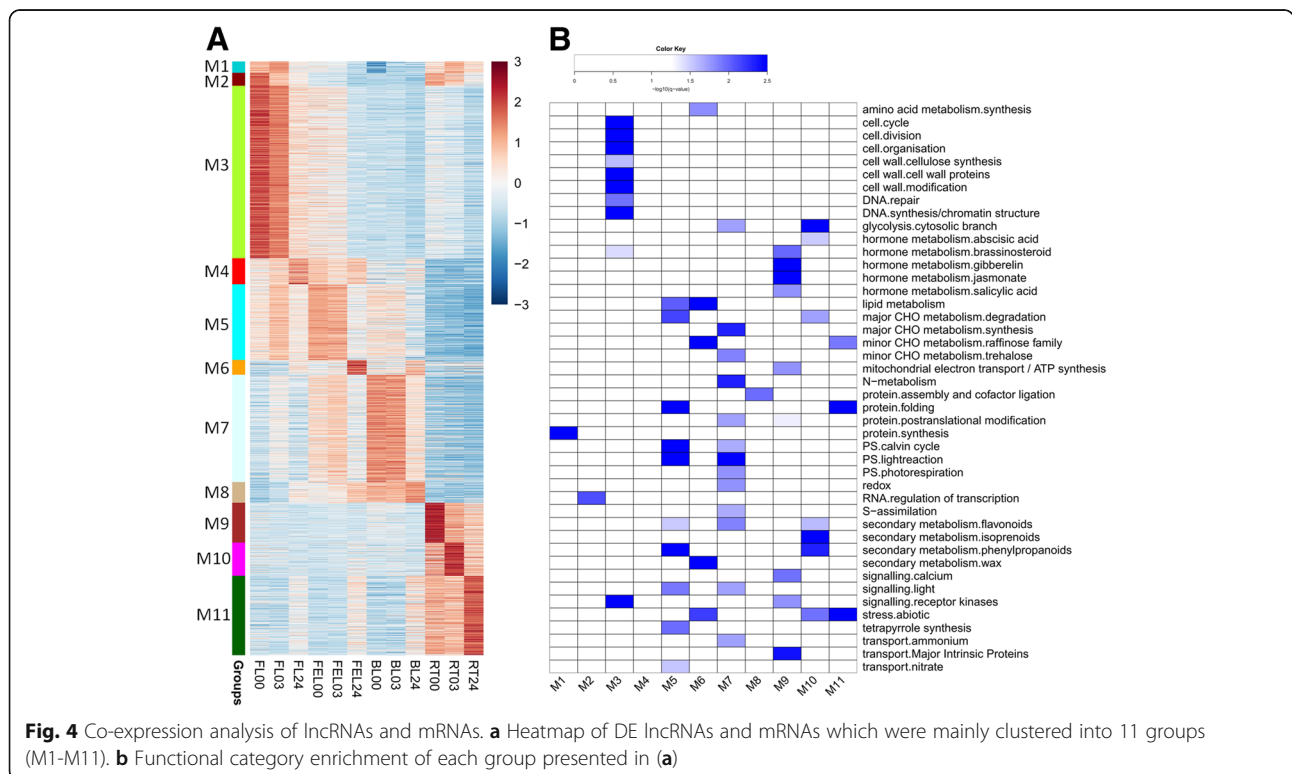 A
M1
M2
M3
M4
M5
M6
M7
M8
M9
M10
M11
3
2
1
0
−1
−2
−3
Groups
FL00
FL03
FL24
FEL00
FEL03
FEL24
BL00
BL03
BL24
RT00
RT03
RT24
B
Color Key
0
0.5
1
1.5
2
2.5
−log10(q−value)
amino acid metabolism.synthesis
cell.cycle
cell.division
cell.organisation
cell wall.cellulose synthesis
cell wall.cell wall proteins
cell wall.modification
DNA.repair
DNA.synthesis/chromatin structure
glycolysis.cytosolic branch
hormone metabolism.abscisic acid
hormone metabolism.brassinosteroid
hormone metabolism.gibberelin
hormone metabolism.jasmonate
hormone metabolism.salicylic acid
lipid metabolism
major CHO metabolism.degradation
major CHO metabolism.synthesis
minor CHO metabolism.raffinose family
minor CHO metabolism.trehalose
mitochondrial electron transport / ATP synthesis
N−metabolism
protein.assembly and cofactor ligation
protein.folding
protein.postranslational modification
protein.synthesis
PS.calvin cycle
PS.lightreaction
PS.photorespiration
redox
RNA.regulation of transcription
S−assimilation
secondary metabolism.flavonoids
secondary metabolism.isoprenoids
secondary metabolism.phenylpropanoids
secondary metabolism.wax
signalling.calcium
signalling.light
signalling.receptor kinases
stress.abiotic
tetrapyrrole synthesis
transport.ammonium
transport.Major Intrinsic Proteins
transport.nitrate
M1
M2
M3
M4
M5
M6
M7
M8
M9
M10
M11
Fig. 4 Co-expression analysis of lncRNAs and mRNAs. a Heatmap of DE lncRNAs and mRNAs which were mainly clustered into 11 groups
(M1-M11). b Functional category enrichment of each group presented in (a)